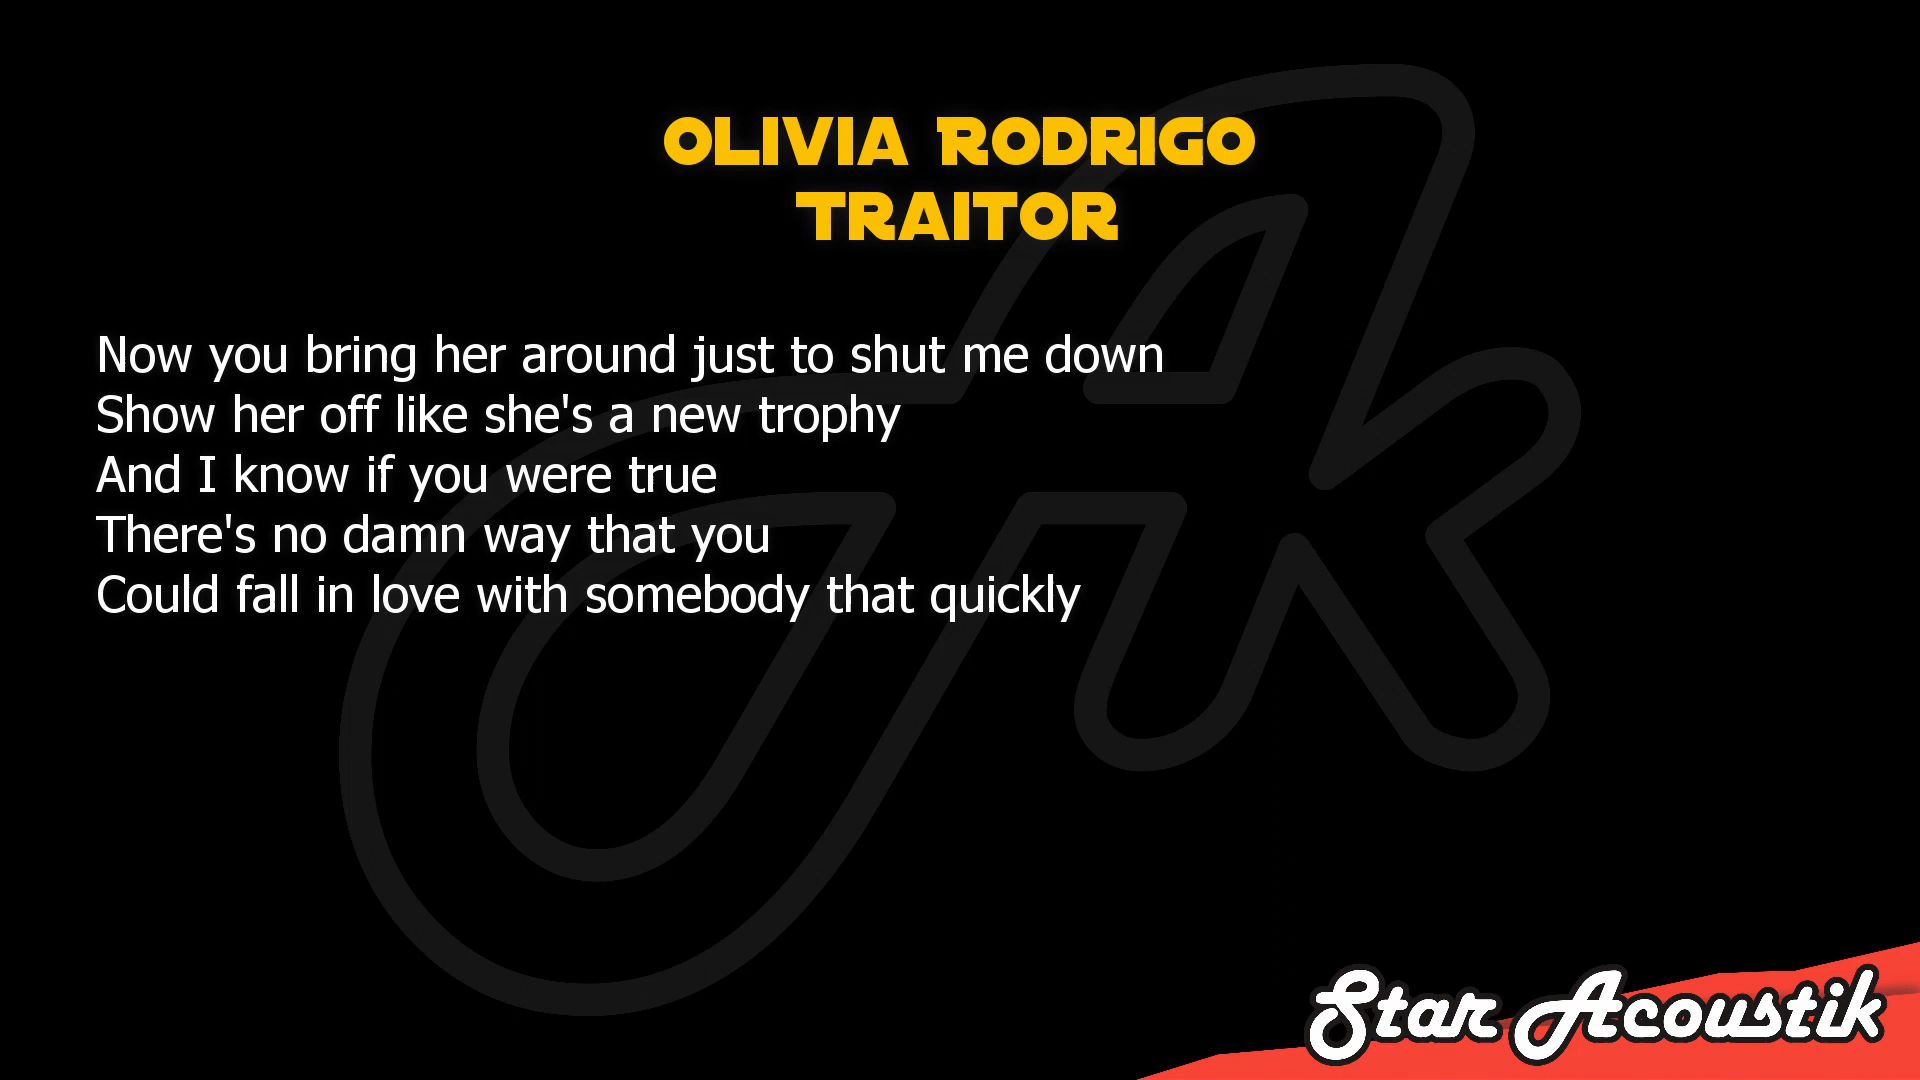 OLIVIA RODRIGO
TRAITOR
Now you bring her around just to shut me down
Show her off like she's a new trophy
And I know if you were true
There's no damn way that you
Could fall in love with somebody that quickly
Star Acoustik